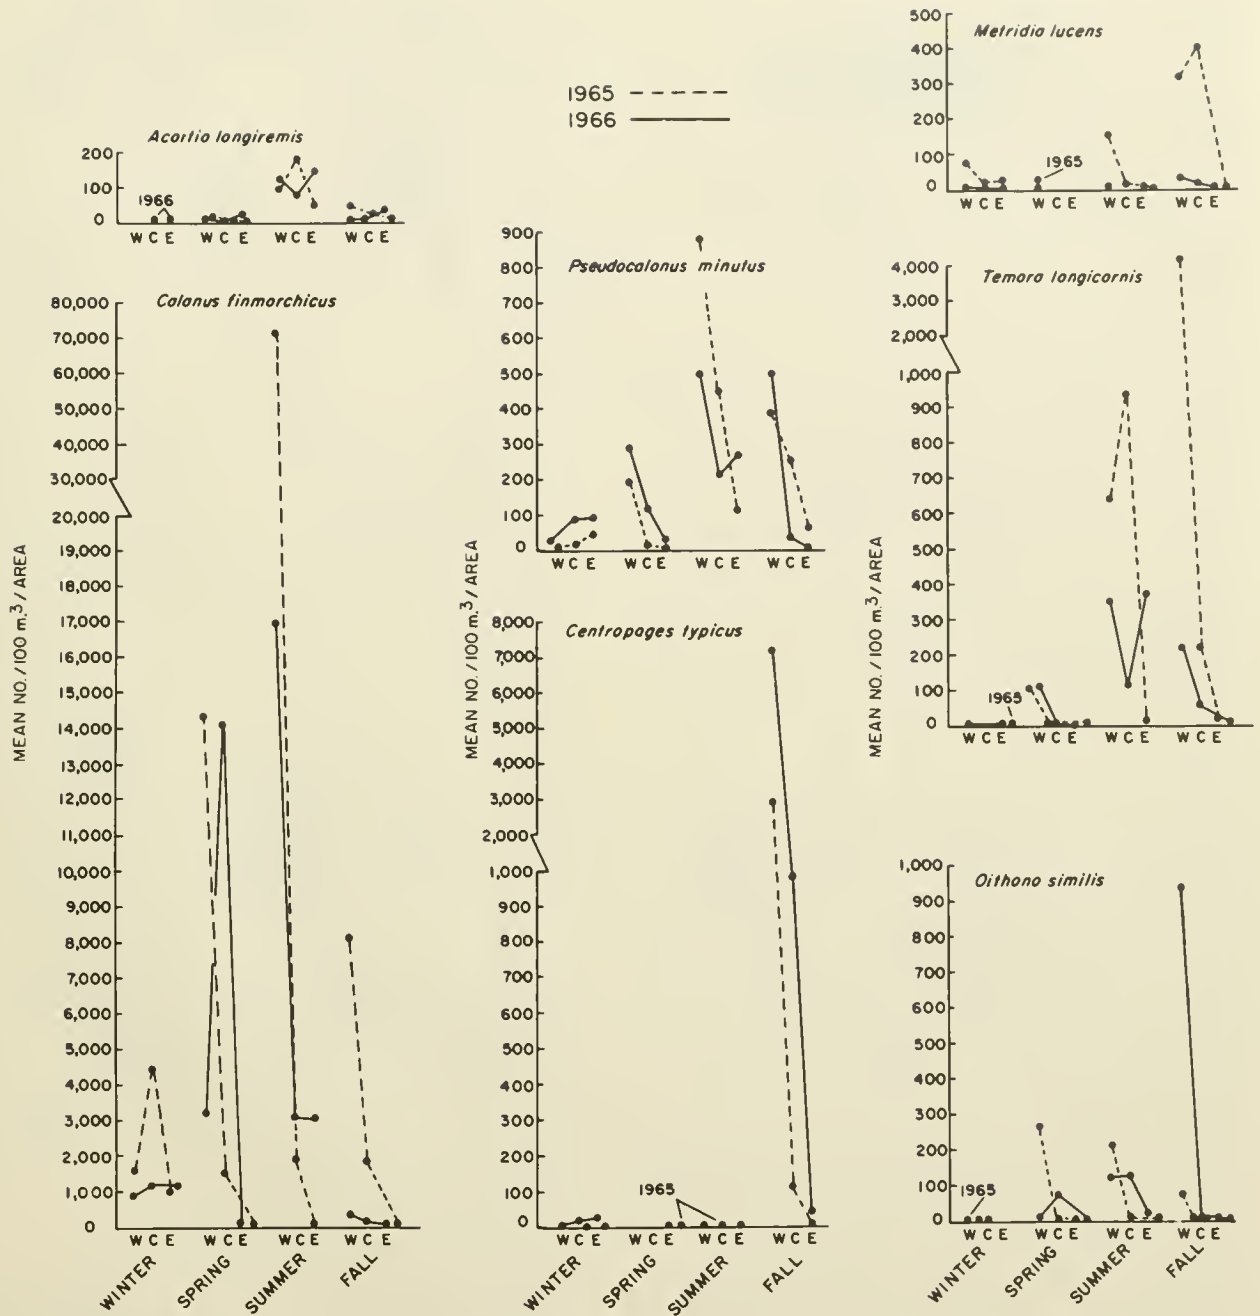 1965
1966
Acartia longiremis
200
100
0
1966
W C E
W C E
W C E
W C E
Calanus finmarchicus
MEAN NO./100 m.³/AREA
80,000
70,000
60,000
50,000
40,000
30,000
20,000
19,000
18,000
17,000
16,000
15,000
14,000
13,000
12,000
11,000
10,000
9,000
8,000
7,000
6,000
5,000
4,000
3,000
2,000
1,000
0
W C E
W C E
W C E
W C E
WINTER
SPRING
SUMMER
FALL
Pseudocalanus minutus
900
800
700
600
500
400
300
200
100
0
W C E
W C E
W C E
W C E
Centropages typicus
MEAN NO./100 m.³/AREA
8,000
7,000
6,000
5,000
4,000
3,000
2,000
1,000
900
800
700
600
500
400
300
200
100
0
1965
W C E
W C E
W C E
W C E
WINTER
SPRING
SUMMER
FALL
Metridia lucens
500
400
300
200
100
0
1965
W C E
W C E
W C E
W C E
Temora longicornis
MEAN NO./100 m.³/AREA
4,000
3,000
2,000
1,000
900
800
700
600
500
400
300
200
100
0
1965
W C E
W C E
W C E
W C E
Oithona similis
1,000
900
800
700
600
500
400
300
200
100
0
1965
W C E
W C E
W C E
W C E
WINTER
SPRING
SUMMER
FALL